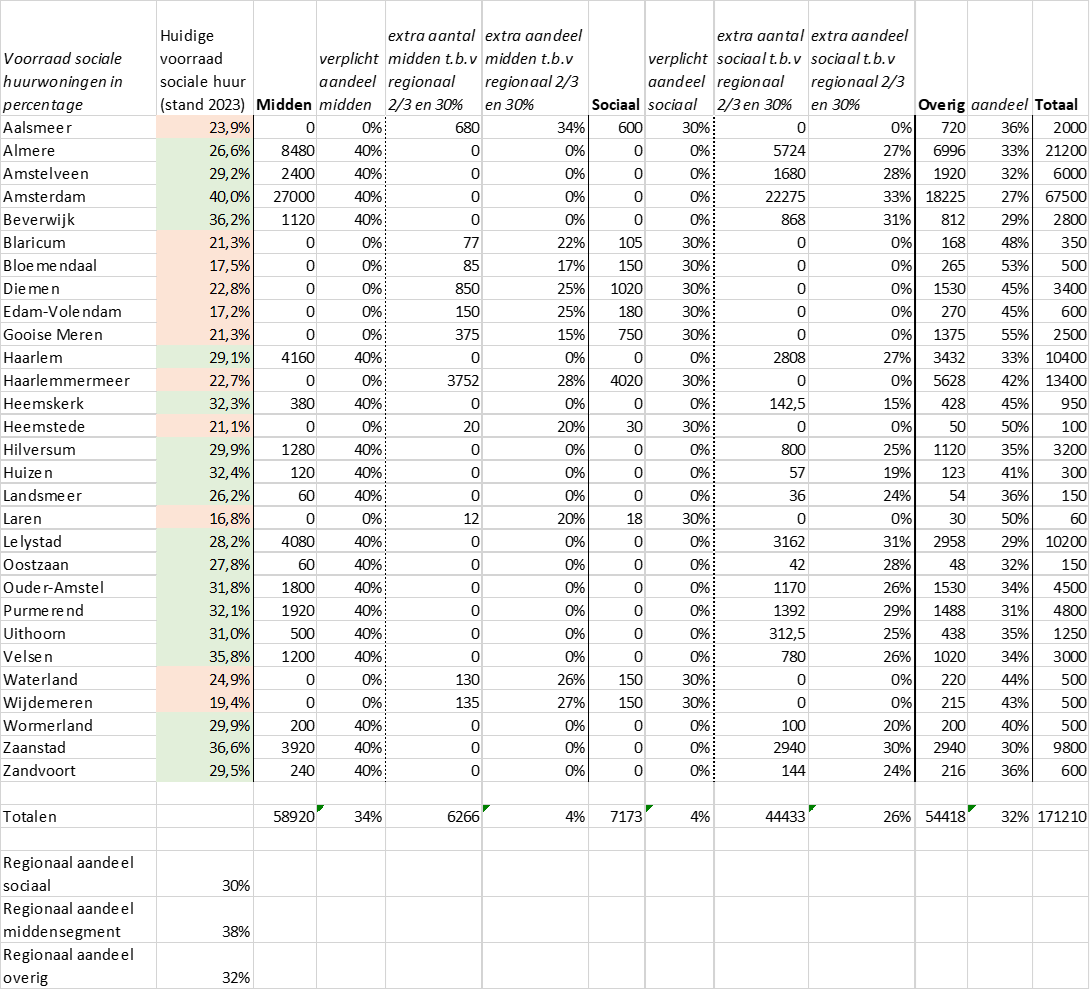 Voorraad sociale huurwoningen in percentage | Huidige voorraad sociale huur (stand 2023) | Midden | verplicht aandeel midden | extra aantal midden t.b.v regionaal 2/3 en 30% | extra aandeel midden t.b.v regionaal 2/3 en 30% | Sociaal | verplicht aandeel sociaal | extra aantal sociaal t.b.v regionaal 2/3 en 30% | extra aandeel sociaal t.b.v regionaal 2/3 en 30% | Overig | aandeel | Totaal
Aalsmeer 23,9% 0 0% 680 34% 600 30% 0 0% 720 36% 2000
Almere 26,6% 8480 40% 0 0% 0 0% 5724 27% 6996 33% 21200
Amstelveen 29,2% 2400 40% 0 0% 0 0% 1680 28% 1920 32% 6000
Amsterdam 40,0% 27000 40% 0 0% 0 0% 22275 33% 18225 27% 67500
Beverwijk 36,2% 1120 40% 0 0% 0 0% 868 31% 812 29% 2800
Blaricum 21,3% 0 0% 77 22% 105 30% 0 0% 168 48% 350
Bloemendaal 17,5% 0 0% 85 17% 150 30% 0 0% 265 53% 500
Diemen 22,8% 0 0% 850 25% 1020 30% 0 0% 1530 45% 3400
Edam-Volendam 17,2% 0 0% 150 25% 180 30% 0 0% 270 45% 600
Gooise Meren 21,3% 0 0% 375 15% 750 30% 0 0% 1375 55% 2500
Haarlem 29,1% 4160 40% 0 0% 0 0% 2808 27% 3432 33% 10400
Haarlemmermeer 22,7% 0 0% 3752 28% 4020 30% 0 0% 5628 42% 13400
Heemskerk 32,3% 380 40% 0 0% 0 0% 142,5 15% 428 45% 950
Heemstede 21,1% 0 0% 20 20% 30 30% 0 0% 50 50% 100
Hilversum 29,9% 1280 40% 0 0% 0 0% 800 25% 1120 35% 3200
Huizen 32,4% 120 40% 0 0% 0 0% 57 19% 123 41% 300
Landsmeer 26,2% 60 40% 0 0% 0 0% 36 24% 54 36% 150
Laren 16,8% 0 0% 12 20% 18 30% 0 0% 30 50% 60
Lelystad 28,2% 4080 40% 0 0% 0 0% 3162 31% 2958 29% 10200
Oostzaan 27,8% 60 40% 0 0% 0 0% 42 28% 48 32% 150
Ouder-Amstel 31,8% 1800 40% 0 0% 0 0% 1170 26% 1530 34% 4500
Purmerend 32,1% 1920 40% 0 0% 0 0% 1392 29% 1488 31% 4800
Uithoorn 31,0% 500 40% 0 0% 0 0% 312,5 25% 438 35% 1250
Velsen 35,8% 1200 40% 0 0% 0 0% 780 26% 1020 34% 3000
Waterland 24,9% 0 0% 130 26% 150 30% 0 0% 220 44% 500
Wijdemeren 19,4% 0 0% 135 27% 150 30% 0 0% 215 43% 500
Wormerland 29,9% 200 40% 0 0% 0 0% 100 20% 200 40% 500
Zaanstad 36,6% 3920 40% 0 0% 0 0% 2940 30% 2940 30% 9800
Zandvoort 29,5% 240 40% 0 0% 0 0% 144 24% 216 36% 600
Totalen 58920 34% 6266 4% 7173 4% 44433 26% 54418 32% 171210
Regionaal aandeel
sociaal 30%
Regionaal aandeel
middensegment 38%
Regionaal aandeel
overig 32%